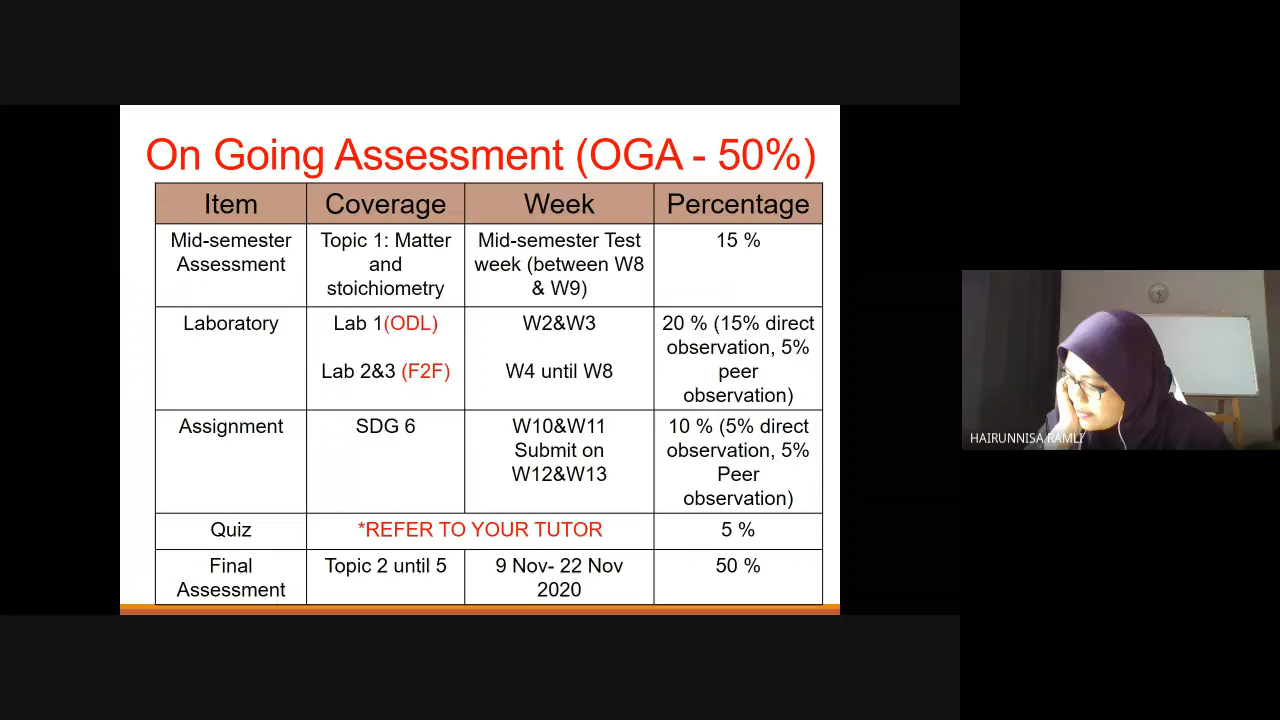 On Going Assessment (OGA - 50%)
Item Coverage Week Percentage
Mid-semester Assessment Topic 1: Matter and stoichiometry Mid-semester Test week (between W8 & W9) 15 %
Laboratory Lab 1(ODL) W2&W3 20 % (15% direct observation, 5% peer observation)
Lab 2&3 (F2F) W4 until W8
Assignment SDG 6 W10&W11 Submit on W12&W13 10 % (5% direct observation, 5% Peer observation)
Quiz *REFER TO YOUR TUTOR 5 %
Final Assessment Topic 2 until 5 9 Nov- 22 Nov 2020 50 %
HAIRUNNISA RAMLI